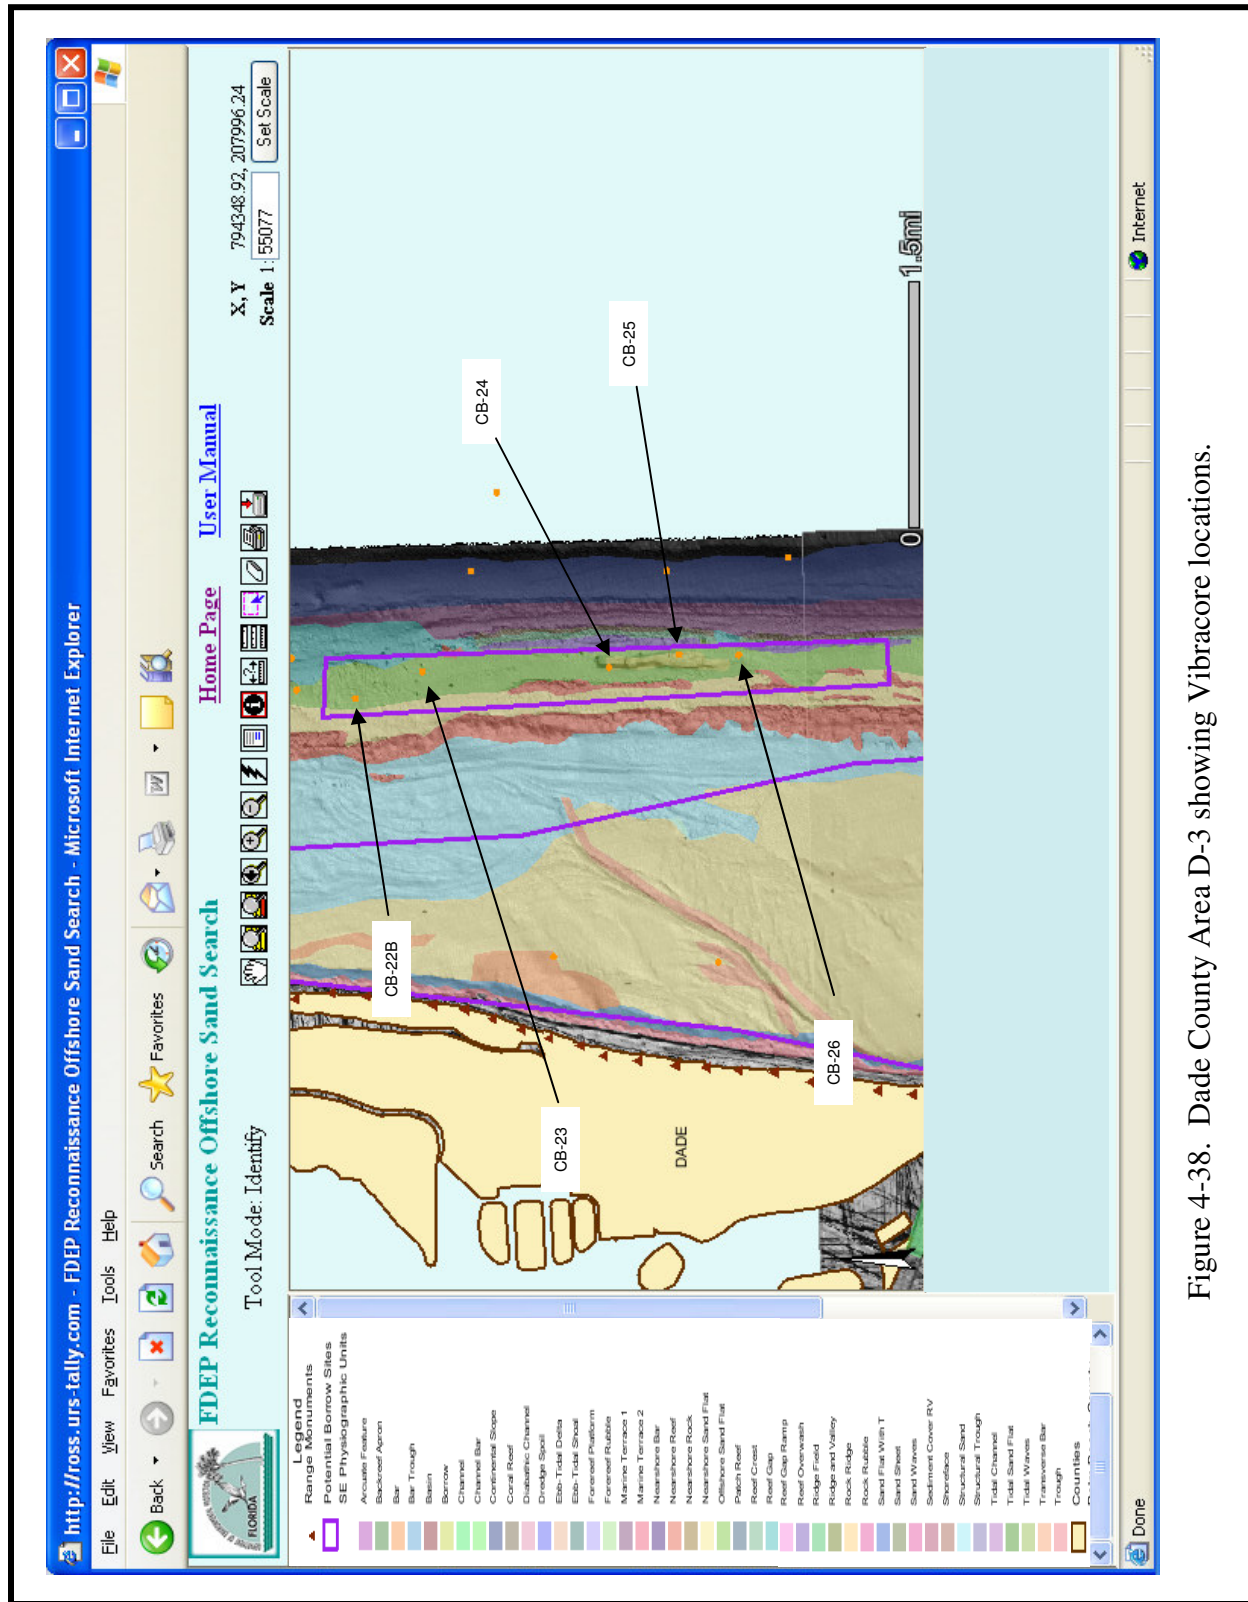 http://ross.urs-tally.com - FDEP Reconnaissance Offshore Sand Search - Microsoft Internet Explorer
File Edit View Favorites Tools Help
Back Search Favorites
FLORIDA
FDEP Reconnaissance Offshore Sand Search
Home Page User Manual
X, Y 794348.92, 207996.24
Tool Mode: Identify
Scale 1: 55077 Set Scale
Legend
Range Monuments
Potential Borrow Sites
SE Physiographic Units
Arcuate Feature
Backreef Apron
Bar
Bar Trough
Basin
Borrow
Channel
Channel Bar
Continental Slope
Coral Reef
Diabathic Channel
Dredge Spoil
Ebb-Tidal Delta
Ebb-Tidal Shoal
Forereef Platform
Forereef Rubble
Marine Terrace 1
Marine Terrace 2
Nearshore Bar
Nearshore Reef
Nearshore Rock
Nearshore Sand Flat
Offshore Sand Flat
Patch Reef
Reef Crest
Reef Gap
Reef Gap Ramp
Reef Overwash
Ridge Field
Ridge and Valley
Rock Ridge
Rock Rubble
Sand Flat With T
Sand Sheet
Sand Waves
Sediment Cover RV
Shoreface
Structural Sand
Structural Trough
Tidal Channel
Tidal Sand Flat
Tidal Waves
Transverse Bar
Trough
Counties
CB-22B
CB-23
CB-24
CB-25
CB-26
DADE
0 1.5mi
Done Internet
Figure 4-38. Dade County Area D-3 showing Vibracore locations.